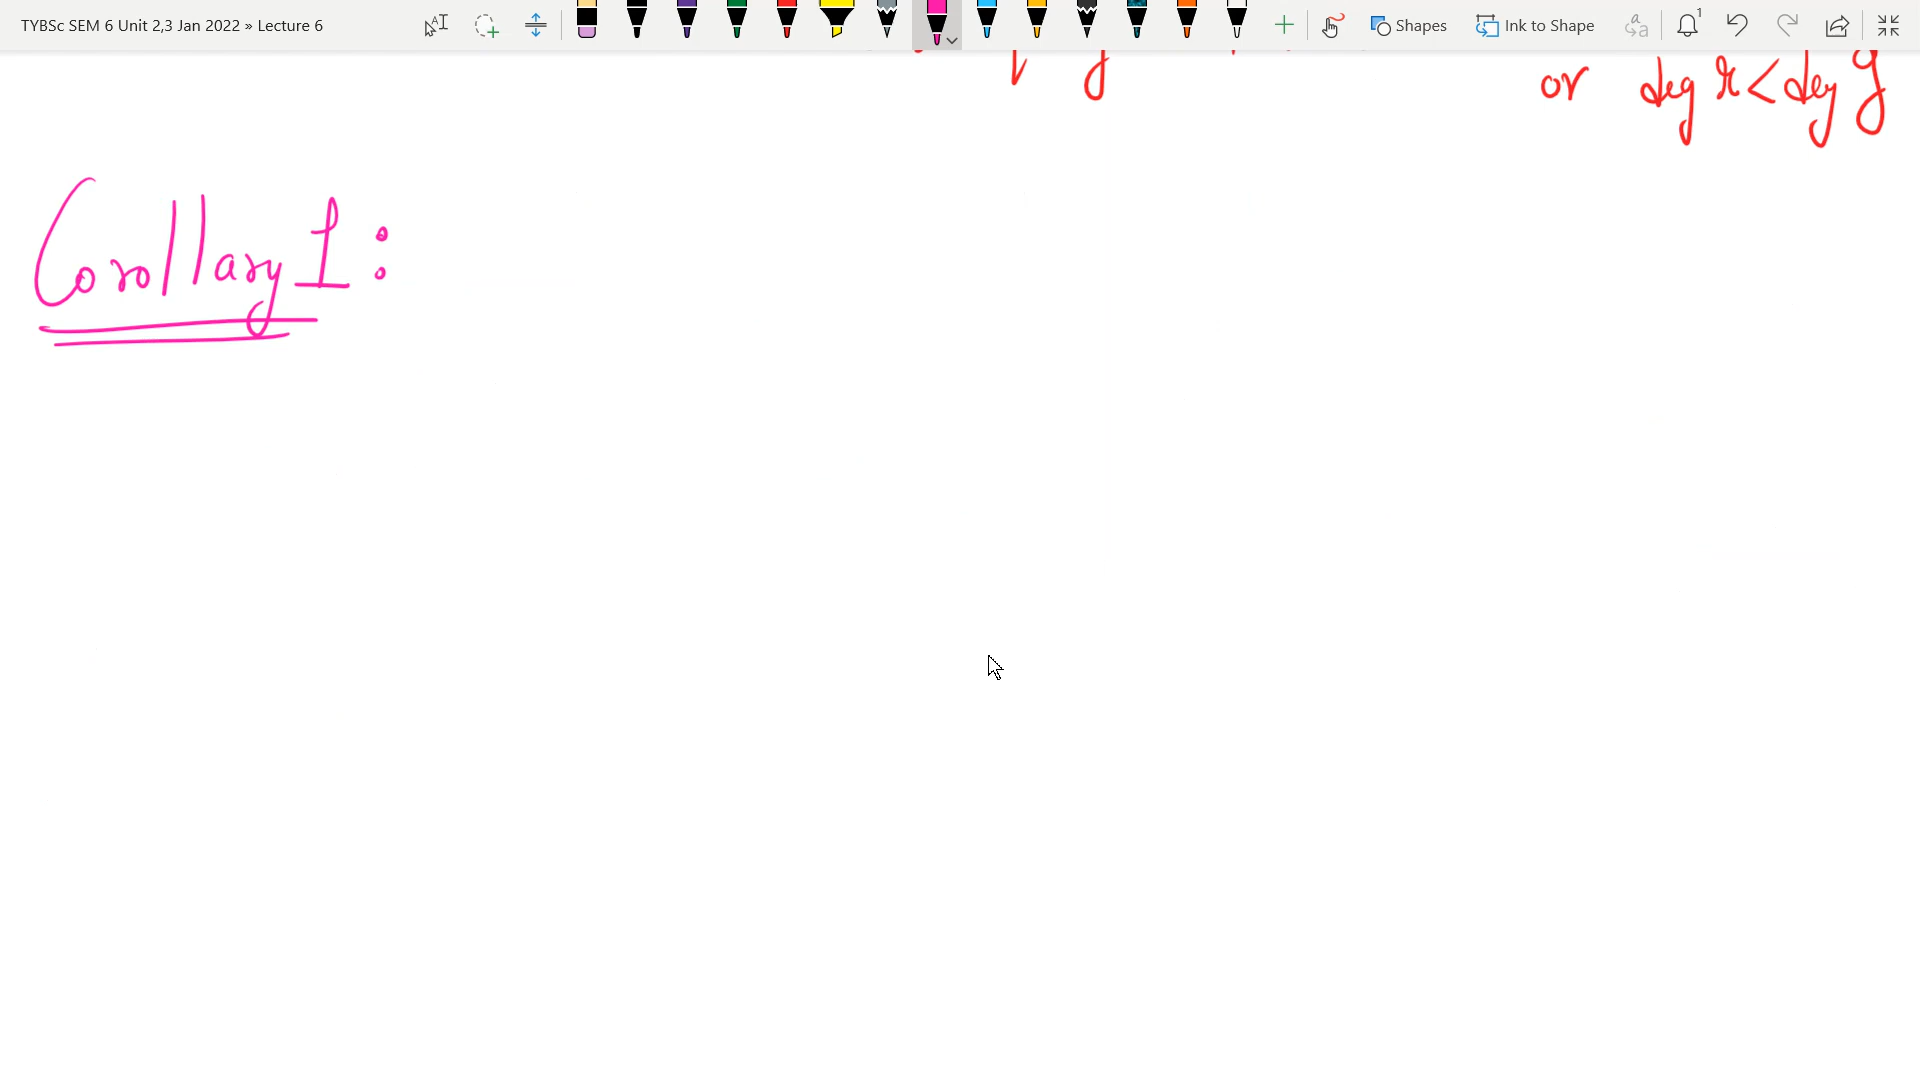 TYBSc SEM 6 Unit 2,3 Jan 2022 » Lecture 6
Shapes
Ink to Shape
1
or deg r < deg g
Corollary 1 :